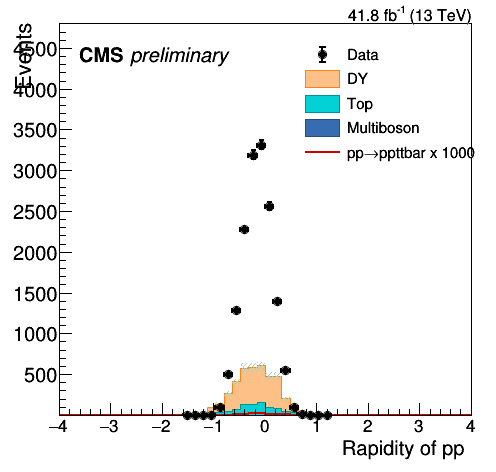 41.8 fb⁻¹ (13 TeV)
Events
CMS preliminary
Data
DY
Top
Multiboson
pp→ppttbar x 1000
4500
4000
3500
3000
2500
2000
1500
1000
500
−4 −3 −2 −1 0 1 2 3 4
Rapidity of pp